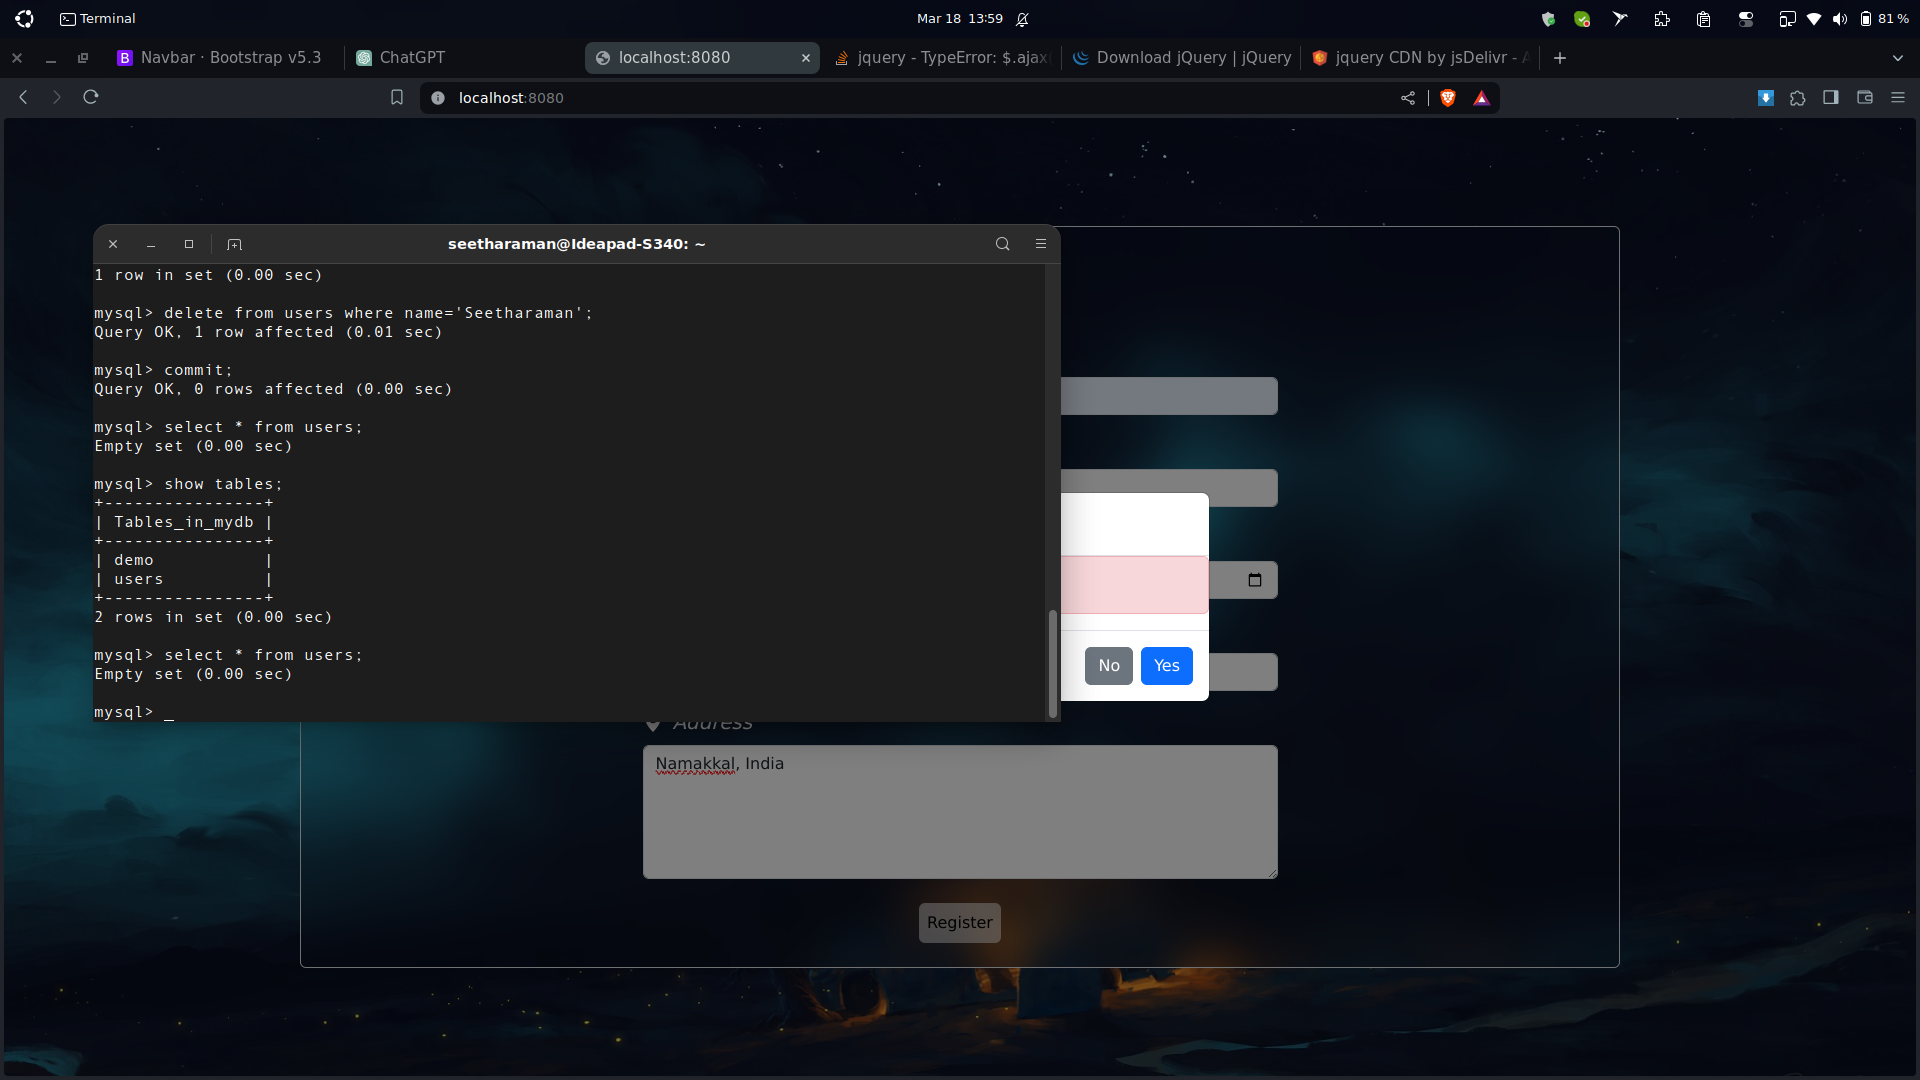 Terminal
Mar 18 13:59
81 %
Navbar · Bootstrap v5.3
ChatGPT
localhost:8080
jquery - TypeError: $.ajax
Download jQuery | jQuery
jquery CDN by jsDelivr - A
localhost:8080
seetharaman@Ideapad-S340: ~
1 row in set (0.00 sec)
mysql> delete from users where name='Seetharaman';
Query OK, 1 row affected (0.01 sec)
mysql> commit;
Query OK, 0 rows affected (0.00 sec)
mysql> select * from users;
Empty set (0.00 sec)
mysql> show tables;
+----------------+
| Tables_in_mydb |
+----------------+
| demo           |
| users          |
+----------------+
2 rows in set (0.00 sec)
mysql> select * from users;
Empty set (0.00 sec)
mysql> _
No
Yes
Address
Namakkal, India
Register